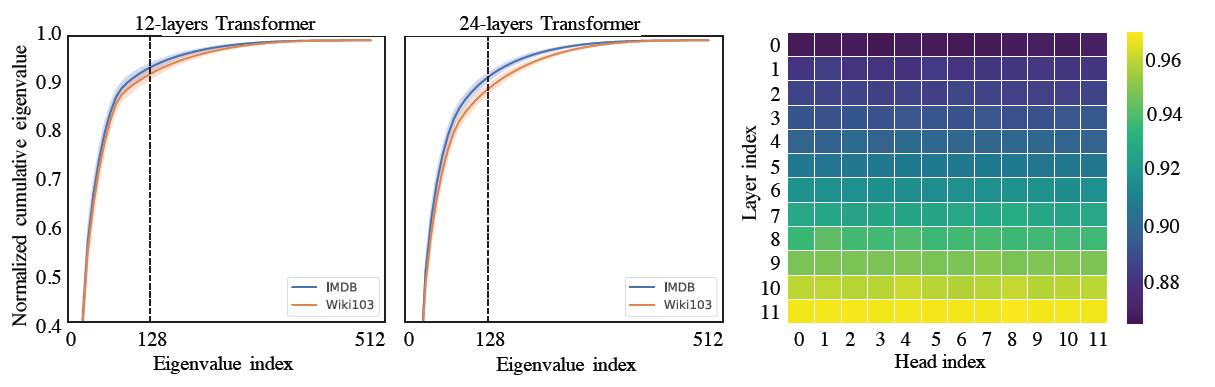 12-layers Transformer
Normalized cumulative eigenvalue
1.0
0.9
0.8
0.7
0.6
0.5
0.4
IMDB
Wiki103
0 128 512
Eigenvalue index
24-layers Transformer
IMDB
Wiki103
0 128 512
Eigenvalue index
Layer index
0
1
2
3
4
5
6
7
8
9
10
11
0 1 2 3 4 5 6 7 8 9 10 11
Head index
0.96
0.94
0.92
0.90
0.88